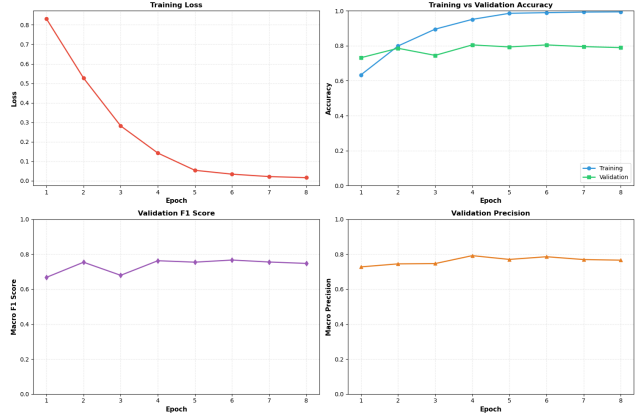 Training Loss
Loss
0.8
0.7
0.6
0.5
0.4
0.3
0.2
0.1
0.0
1 2 3 4 5 6 7 8
Epoch
Training vs Validation Accuracy
Accuracy
1.0
0.8
0.6
0.4
0.2
0.0
1 2 3 4 5 6 7 8
Epoch
Training
Validation
Validation F1 Score
Macro F1 Score
1.0
0.8
0.6
0.4
0.2
0.0
1 2 3 4 5 6 7 8
Epoch
Validation Precision
Macro Precision
1.0
0.8
0.6
0.4
0.2
0.0
1 2 3 4 5 6 7 8
Epoch